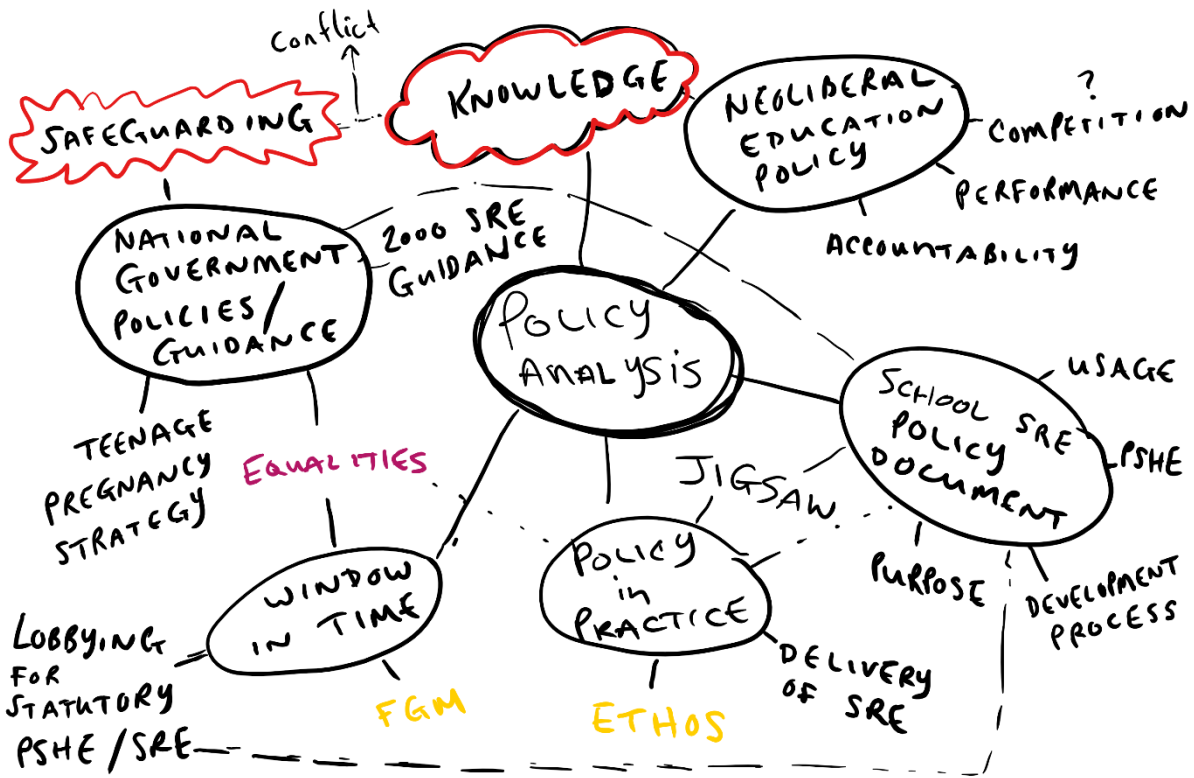 Conflict
SAFEGUARDING
KNOWLEDGE
NEOLIBERAL
EDUCATION
POLICY
?
COMPETITION
PERFORMANCE
ACCOUNTABILITY
NATIONAL
GOVERNMENT
POLICIES/
GUIDANCE
2000 SRE
GUIDANCE
POLICY
ANALYSIS
SCHOOL SRE
POLICY
DOCUMENT
USAGE
PSHE
PURPOSE
DEVELOPMENT
PROCESS
TEENAGE
PREGNANCY
STRATEGY
EQUALITIES
JIGSAW
WINDOW
IN TIME
POLICY
in
PRACTICE
LOBBYING
FOR
STATUTORY
PSHE / SRE
FGM
ETHOS
DELIVERY
OF SRE